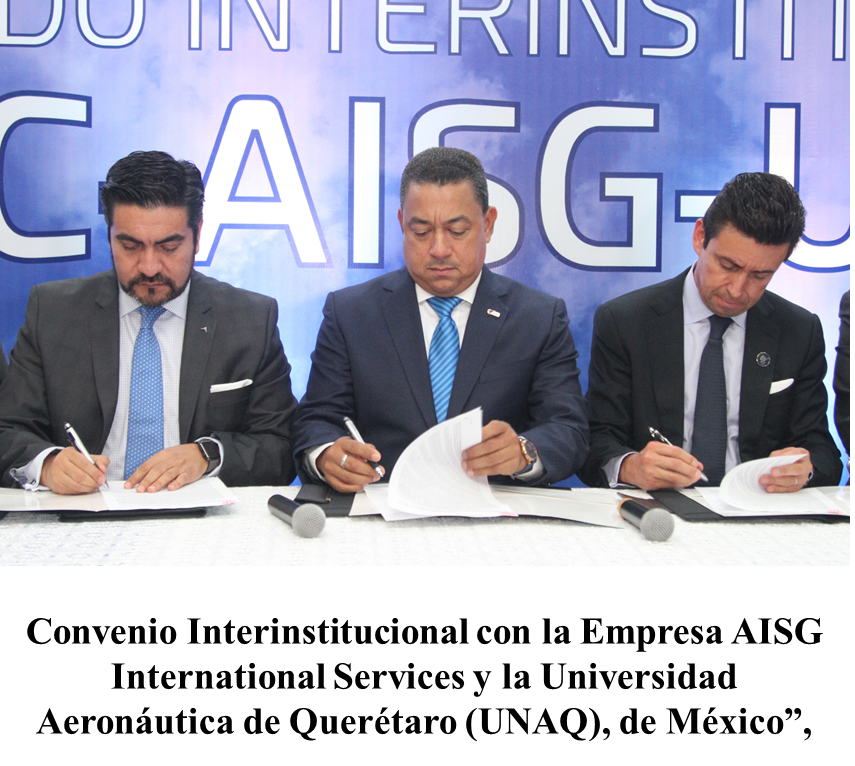 DO INTERINSTIT
C-AISG-U
Convenio Interinstitucional con la Empresa AISG
International Services y la Universidad
Aeronáutica de Querétaro (UNAQ), de México”,